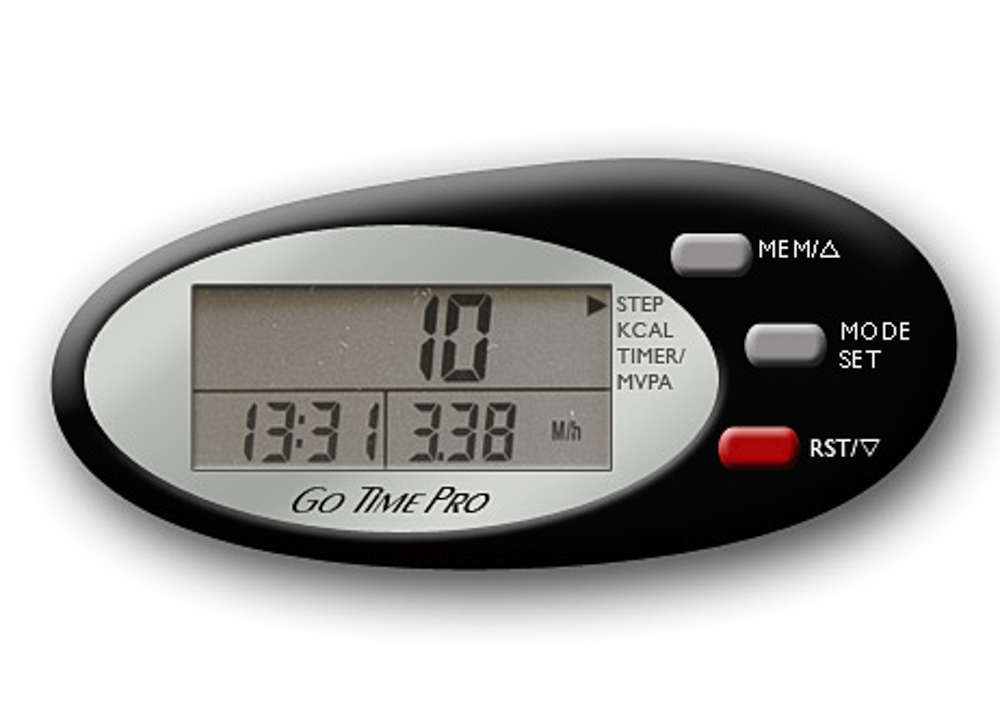 10
▶ STEP
KCAL
TIMER/
MVPA
13:31
3.38 M/h
GO TIME PRO
MEM/△
MODE
SET
RST/▽